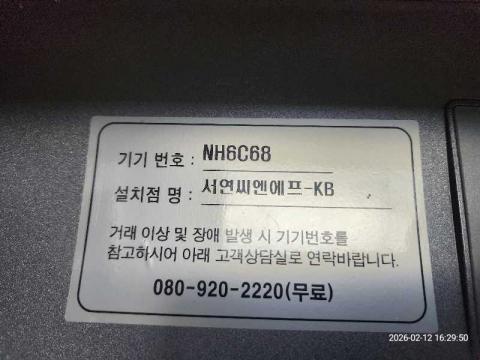 기기 번호 : NH6C68
설치점 명 : 서연씨엔에프-KB
거래 이상 및 장애 발생 시 기기번호를
참고하시어 아래 고객상담실로 연락바랍니다.
080-920-2220(무료)
2026-02-12 16:29:50